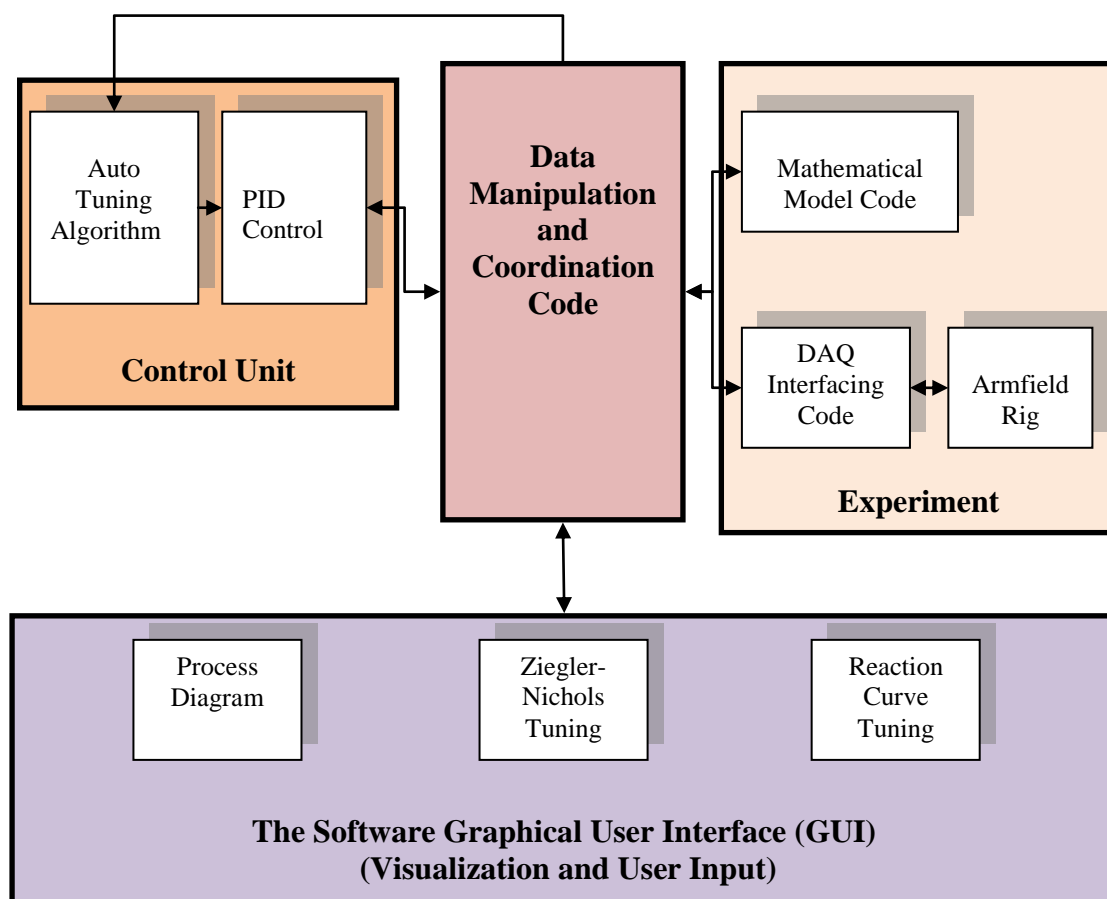 Auto
Tuning
Algorithm
PID
Control
Control Unit
Data
Manipulation
and
Coordination
Code
Mathematical
Model Code
DAQ
Interfacing
Code
Armfield
Rig
Experiment
Process
Diagram
Ziegler-
Nichols
Tuning
Reaction
Curve
Tuning
The Software Graphical User Interface (GUI)
(Visualization and User Input)